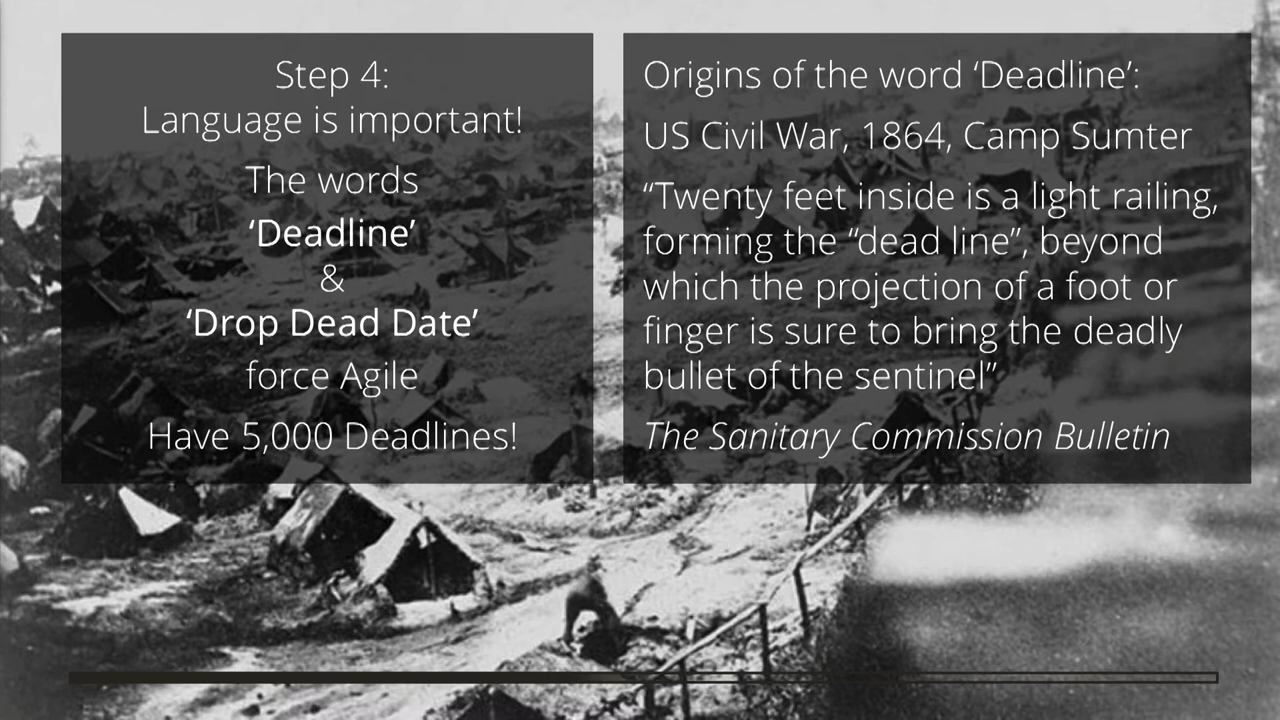 Step 4:
Language is important!
The words
‘Deadline’
&
‘Drop Dead Date’
force Agile
Have 5,000 Deadlines!
Origins of the word ‘Deadline’:
US Civil War, 1864, Camp Sumter
“Twenty feet inside is a light railing,
forming the “dead line”, beyond
which the projection of a foot or
finger is sure to bring the deadly
bullet of the sentinel”
The Sanitary Commission Bulletin